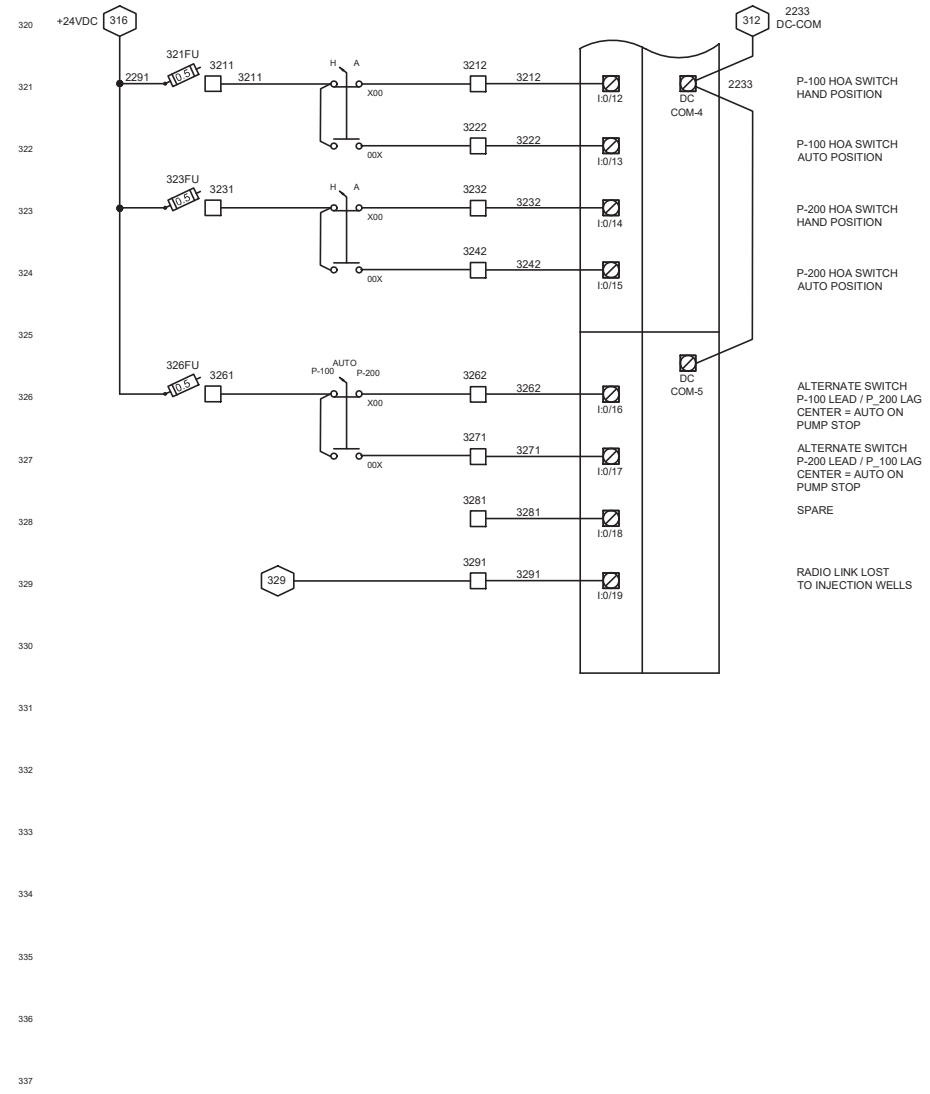 2233
320 +24VDC 316 312 DC-COM
321FU
H A
2291 0.5 3211 3211 3212 3212 2233
321 X00 I:0/12 DC COM-4
P-100 HOA SWITCH
HAND POSITION
3222 3222
322 00X I:0/13
P-100 HOA SWITCH
AUTO POSITION
323FU
H A
0.5 3231 3232 3232
323 X00 I:0/14
P-200 HOA SWITCH
HAND POSITION
3242 3242
324 00X I:0/15
P-200 HOA SWITCH
AUTO POSITION
325
326FU
AUTO
P-100 P-200
0.5 3261 3262 3262
326 X00 I:0/16 DC COM-5
ALTERNATE SWITCH
P-100 LEAD / P_200 LAG
CENTER = AUTO ON
PUMP STOP
3271 3271
327 00X I:0/17
ALTERNATE SWITCH
P-200 LEAD / P_100 LAG
CENTER = AUTO ON
PUMP STOP
3281 3281
328 I:0/18
SPARE
3291 3291
329 329 I:0/19
RADIO LINK LOST
TO INJECTION WELLS
330
331
332
333
334
335
336
337